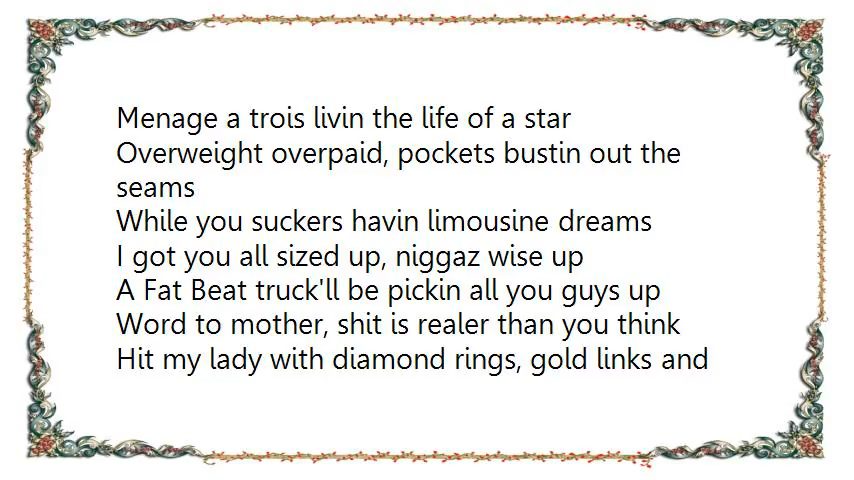 Menage a trois livin the life of a star
Overweight overpaid, pockets bustin out the
seams
While you suckers havin limousine dreams
I got you all sized up, niggaz wise up
A Fat Beat truck'll be pickin all you guys up
Word to mother, shit is realer than you think
Hit my lady with diamond rings, gold links and